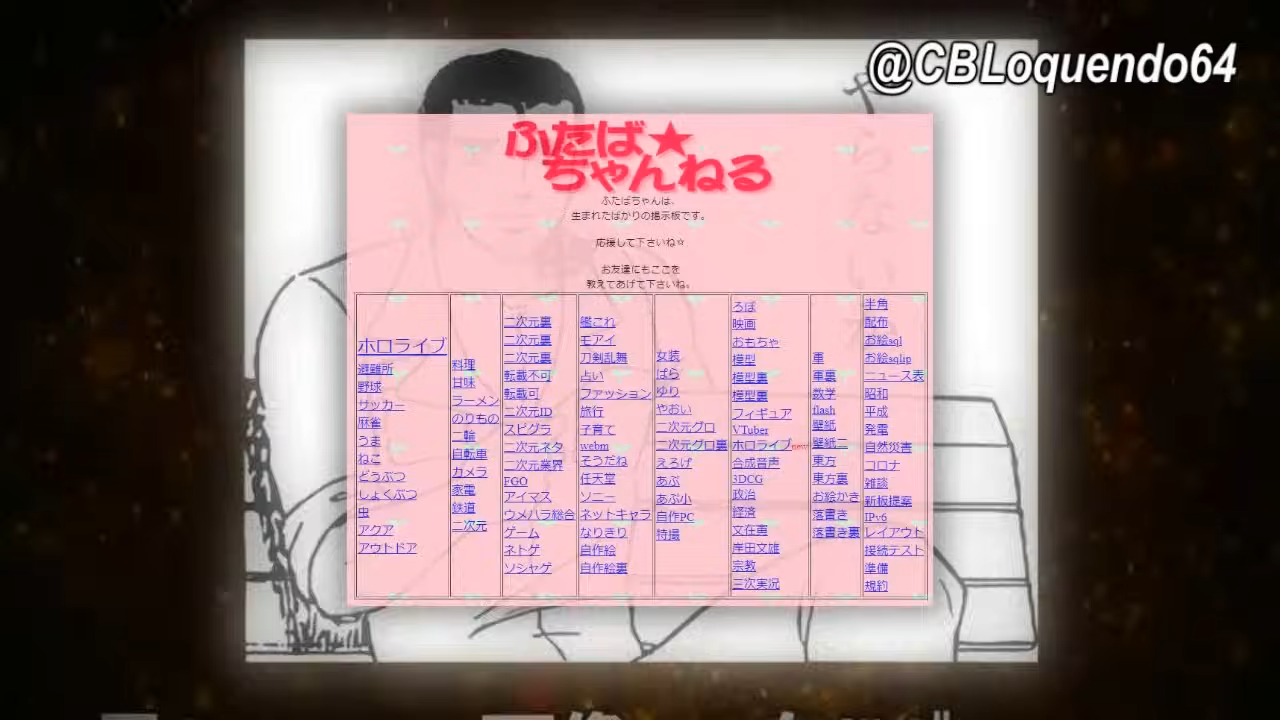 @CBLoquendo64
ふたば★
ちゃんねる
ふたばちゃんは、
生まれたばかりの掲示板です。
応援して下さいね☆
お友達にもここを
教えてあげて下さいね。
ホロライブ
避難所
野球
サッカー
麻雀
うま
ねこ
どうぶつ
しょくぶつ
虫
アクア
アウトドア
料理
甘味
ラーメン
のりもの
二輪
自転車
カメラ
家電
鉄道
二次元
二次元裏
二次元裏
二次元裏
転載不可
転載可
二次元ID
スピグラ
二次元ネタ
二次元業界
FGO
アイマス
ウメハラ総合
ゲーム
ネトゲ
ソシャゲ
艦これ
モアイ
刀剣乱舞
占い
ファッション
旅行
子育て
webm
そうだね
任天堂
ソニー
ネットキャラ
なりきり
自作絵
自作絵裏
女装
ばら
ゆり
やおい
二次元グロ
二次元グロ裏
えろげ
あぷ
あぷ小
自作PC
特撮
ろぼ
映画
おもちゃ
模型
模型裏
模型裏
フィギュア
VTuber
ホロライブnew
合成音声
3DCG
政治
経済
文在寅
岸田文雄
宗教
三次実況
軍
軍裏
数学
flash
壁紙
壁紙二
東方
東方裏
お絵かき
落書き
落書き裏
半角
配布
お絵sql
お絵sqlip
ニュース表
昭和
平成
発電
自然災害
コロナ
雑談
新板提案
IPv6
レイアウト
接続テスト
準備
規約
やらない